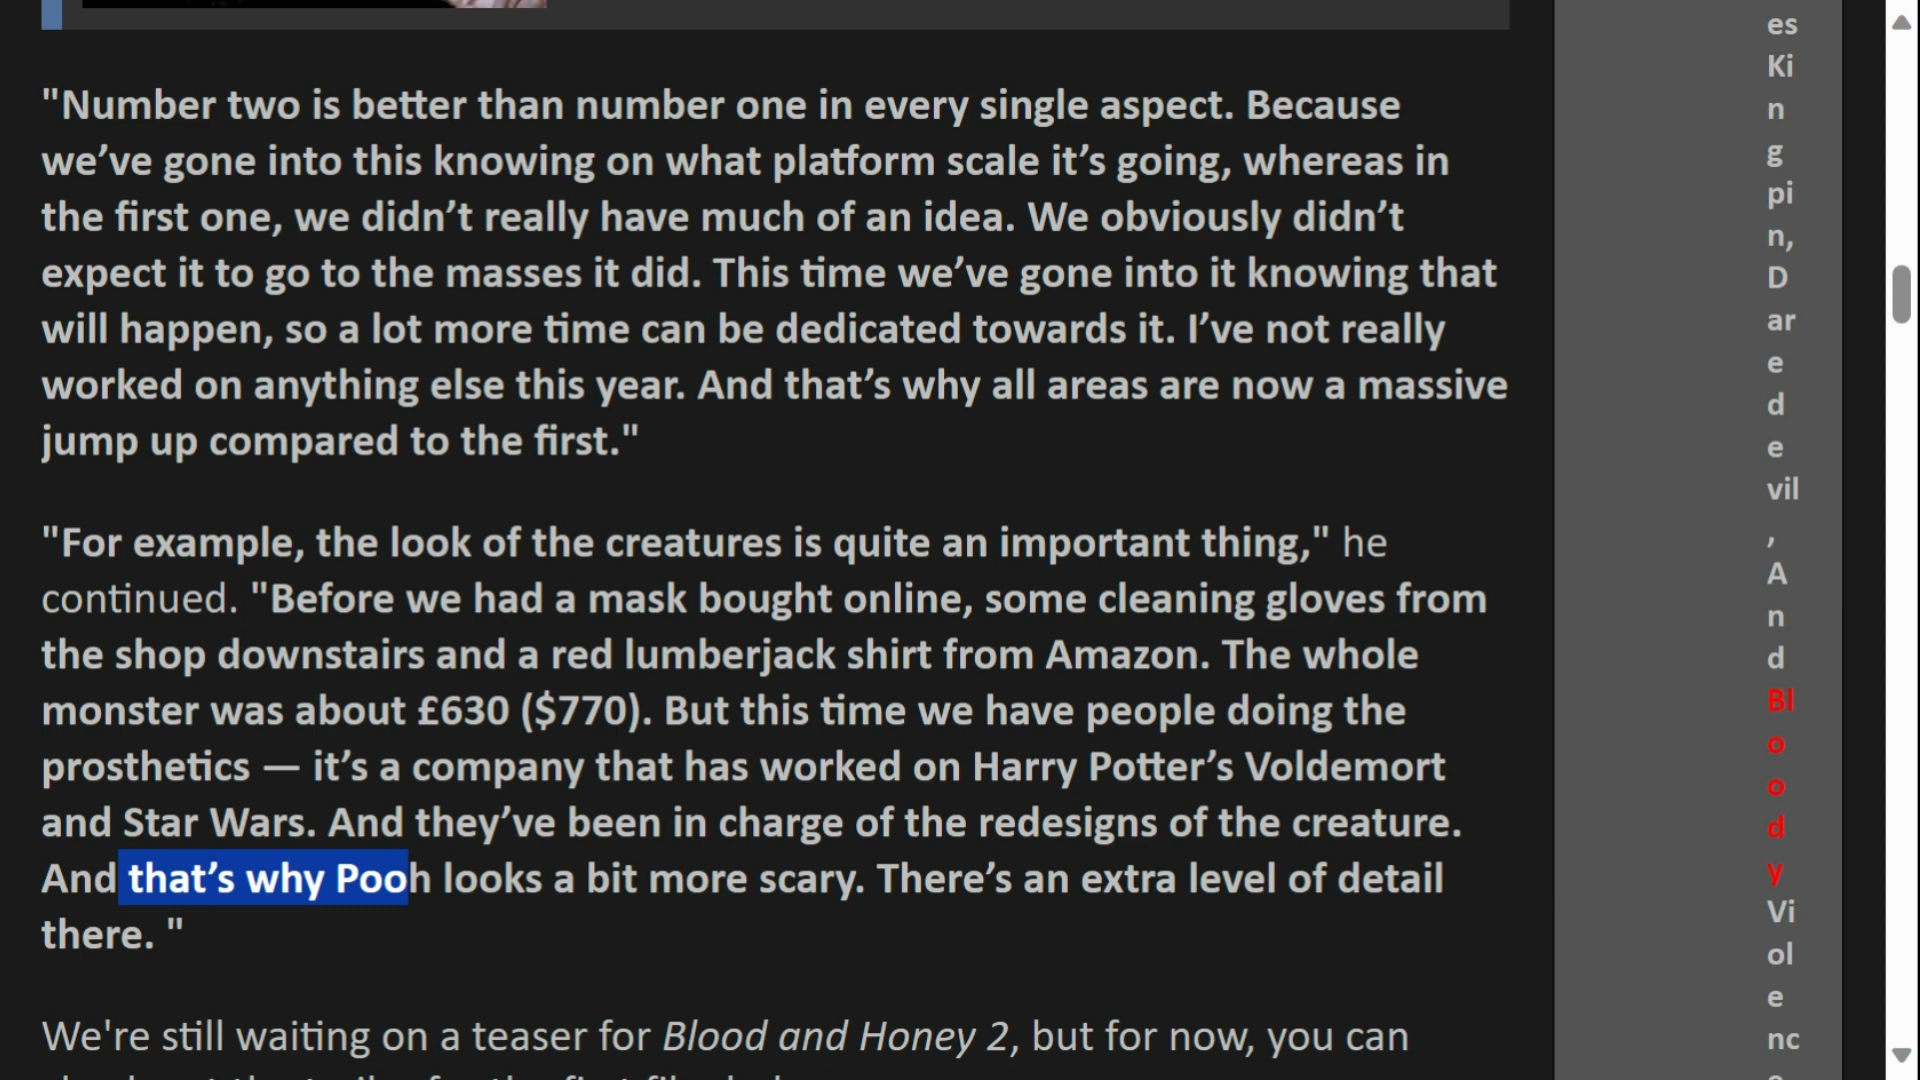 "Number two is better than number one in every single aspect. Because
we’ve gone into this knowing on what platform scale it’s going, whereas in
the first one, we didn’t really have much of an idea. We obviously didn’t
expect it to go to the masses it did. This time we’ve gone into it knowing that
will happen, so a lot more time can be dedicated towards it. I’ve not really
worked on anything else this year. And that’s why all areas are now a massive
jump up compared to the first."
"For example, the look of the creatures is quite an important thing," he
continued. "Before we had a mask bought online, some cleaning gloves from
the shop downstairs and a red lumberjack shirt from Amazon. The whole
monster was about £630 ($770). But this time we have people doing the
prosthetics — it’s a company that has worked on Harry Potter’s Voldemort
and Star Wars. And they’ve been in charge of the redesigns of the creature.
And that’s why Pooh looks a bit more scary. There’s an extra level of detail
there. "
We're still waiting on a teaser for Blood and Honey 2, but for now, you can
es
Ki
n
g
pi
n,
D
ar
e
d
e
vil
,
A
n
d
Bl
o
o
d
y
Vi
ol
e
nc